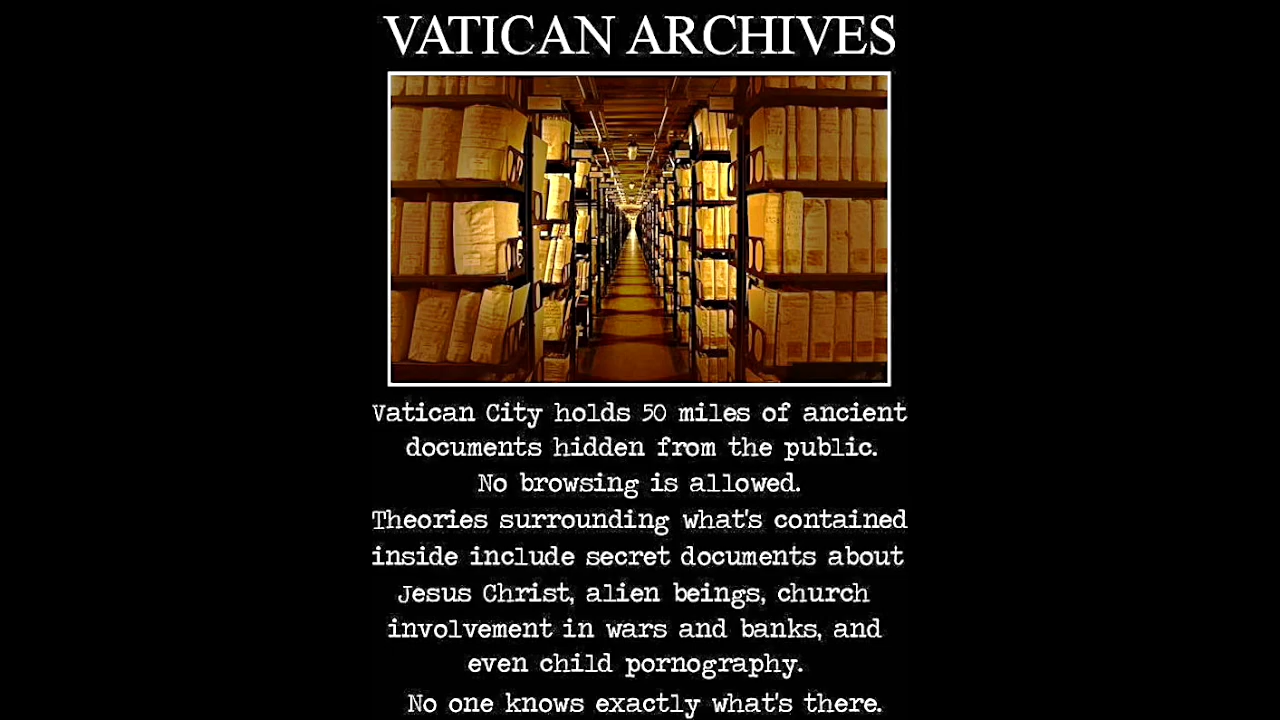 VATICAN ARCHIVES
Vatican City holds 50 miles of ancient
documents hidden from the public.
No browsing is allowed.
Theories surrounding what's contained
inside include secret documents about
Jesus Christ, alien beings, church
involvement in wars and banks, and
even child pornography.
No one knows exactly what's there.